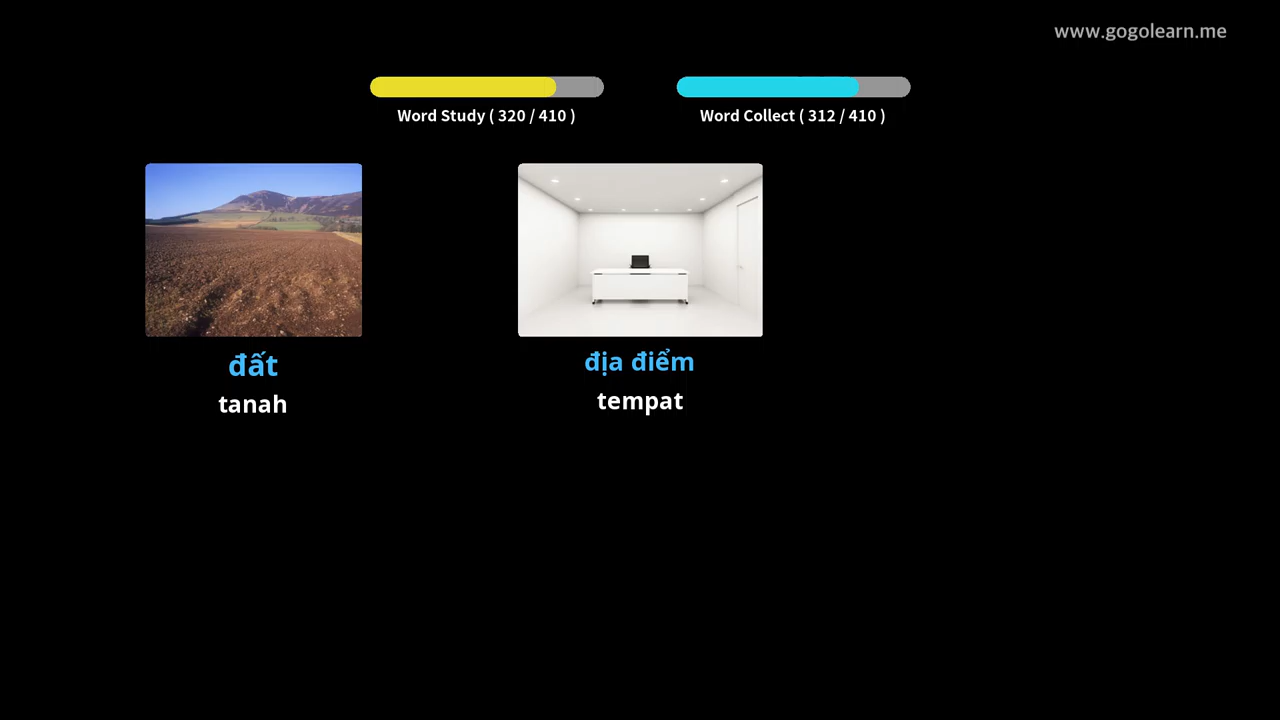 www.gogolearn.me
Word Study ( 320 / 410 )
Word Collect ( 312 / 410 )
đất
tanah
địa điểm
tempat